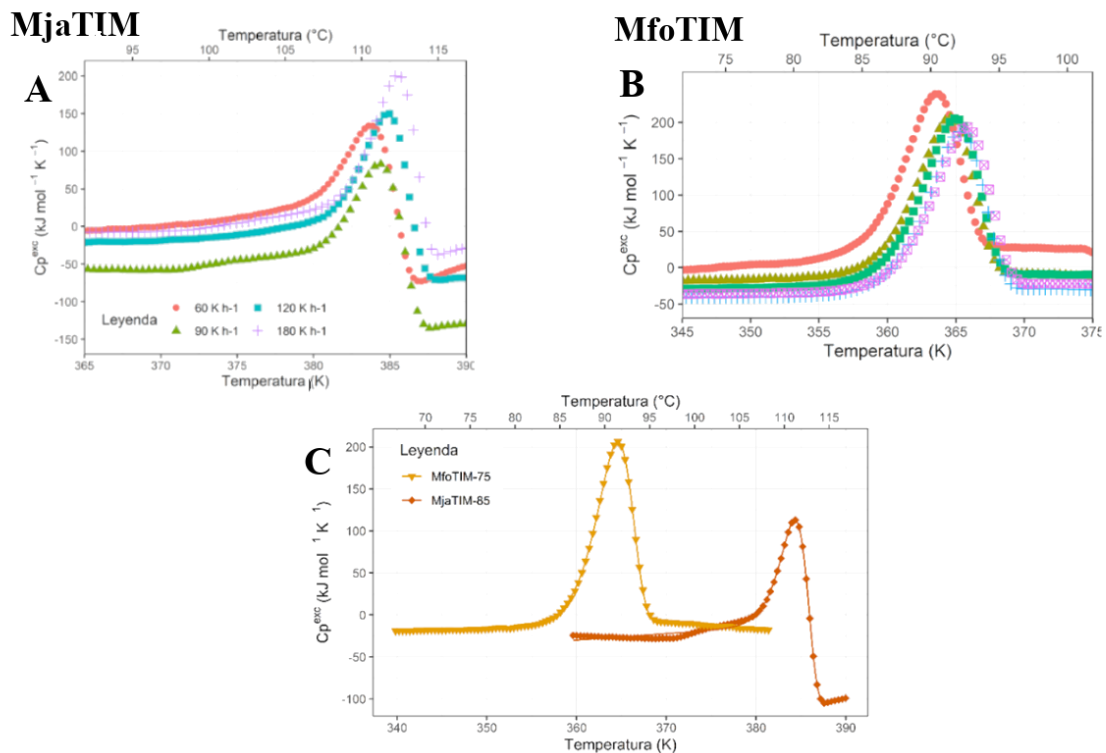 MjaTIM
MfoTIM
A
Temperatura (°C)
95 100 105 110 115
200
150
100
50
0
-50
-100
-150
Cp^exc (kJ mol ⁻¹ K ⁻¹)
Leyenda
60 K h-1 120 K h-1
90 K h-1 180 K h-1
365 370 375 380 385 390
Temperatura (K)
B
Temperatura (°C)
75 80 85 90 95 100
200
150
100
50
0
-50
Cp^exc (kJ mol ⁻¹ K ⁻¹)
345 350 355 360 365 370 375
Temperatura (K)
C
Temperatura (°C)
70 75 80 85 90 95 100 105 110 115
200
150
100
50
0
-50
-100
Cp^exc (kJ mol ⁻¹ K ⁻¹)
Leyenda
MfoTIM-75
MjaTIM-85
340 350 360 370 380 390
Temperatura (K)